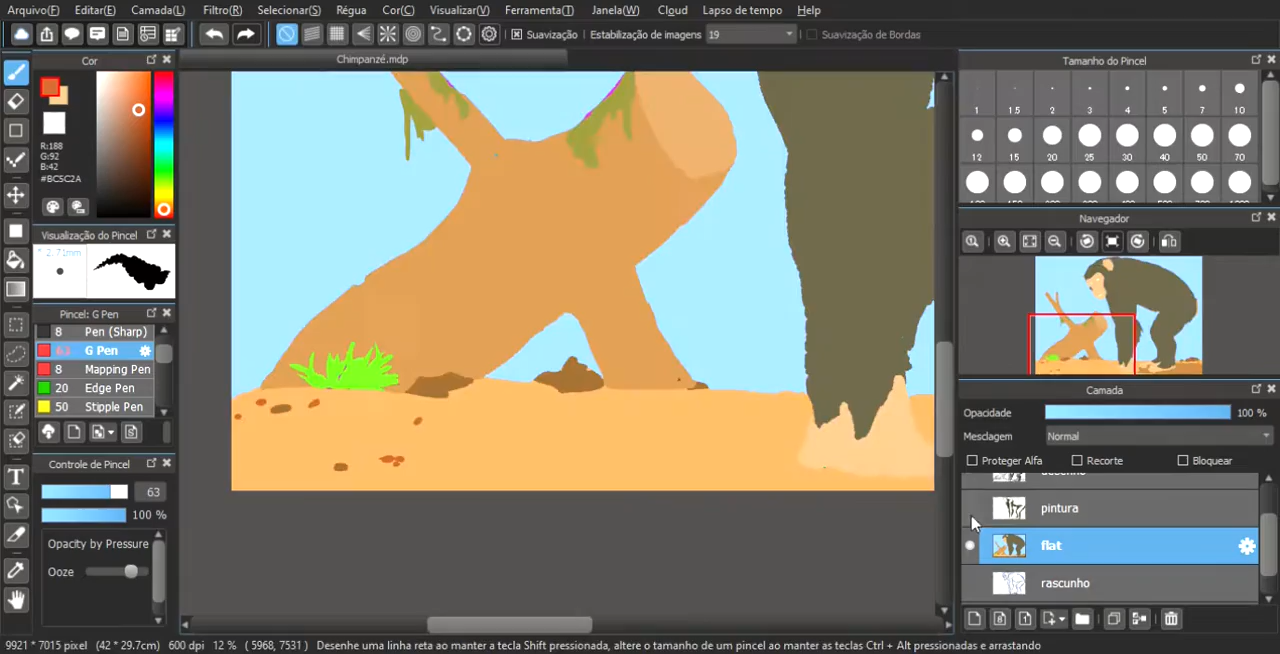 Arquivo(F) Editar(E) Camada(L) Filtro(R) Selecionar(S) Régua Cor(C) Visualizar(V) Ferramenta(T) Janela(W) Cloud Lapso de tempo Help
Suavização Estabilização de imagens 19 Suavização de Bordas
Cor
Chimpanzé.mdp
Tamanho do Pincel
1 1.5 2 3 4 5 7 10
R:188
G:92
B:42
#BC5C2A
12 15 20 25 30 40 50 70
Navegador
Visualização do Pincel
* 2.71mm
Pincel: G Pen
8 Pen (Sharp)
G Pen
8 Mapping Pen
20 Edge Pen
50 Stipple Pen
Camada
Opacidade 100 %
Mesclagem Normal
Proteger Alfa Recorte Bloquear
pintura
flat
rascunho
Controle de Pincel
63
100 %
Opacity by Pressure
Ooze
9921 * 7015 pixel (42 * 29.7cm) 600 dpi 12 % ( 5968, 7531 ) Desenhe uma linha reta ao manter a tecla Shift pressionada, altere o tamanho de um pincel ao manter as teclas Ctrl + Alt pressionadas e arrastando